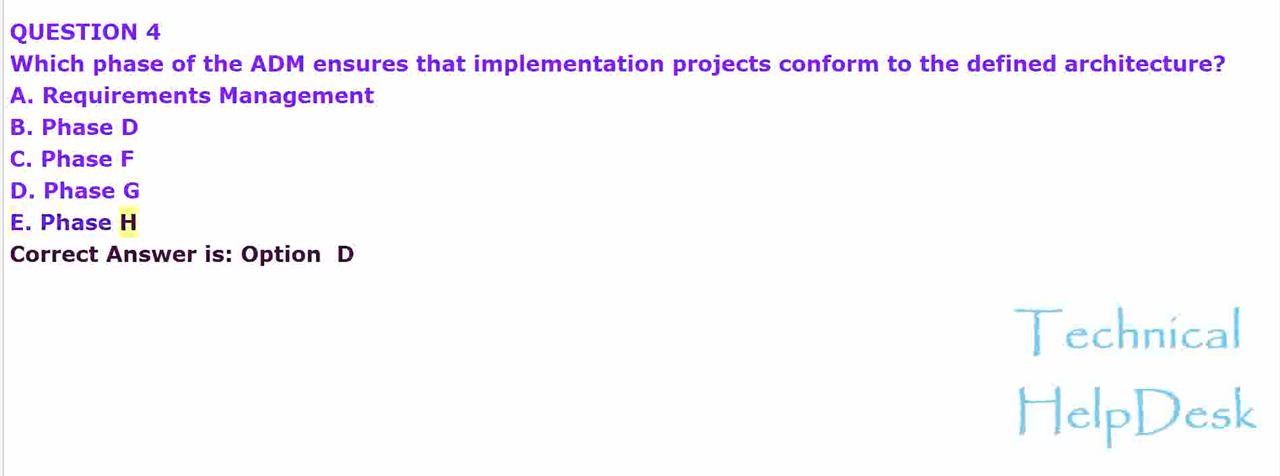 QUESTION 4
Which phase of the ADM ensures that implementation projects conform to the defined architecture?
A. Requirements Management
B. Phase D
C. Phase F
D. Phase G
E. Phase H
Correct Answer is: Option  D
Technical
HelpDesk